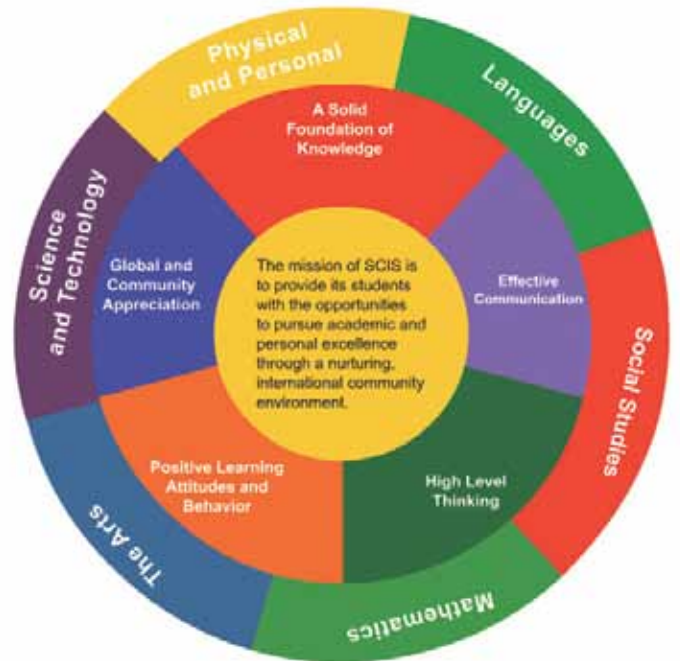 Physical
and Personal
Languages
Social Studies
Mathematics
The Arts
Science
and Technology
A Solid
Foundation of
Knowledge
Effective
Communication
High Level
Thinking
Positive Learning
Attitudes and
Behavior
Global and
Community
Appreciation
The mission of SCIS is
to provide its students
with the opportunities
to pursue academic and
personal excellence
through a nurturing,
international community
environment.